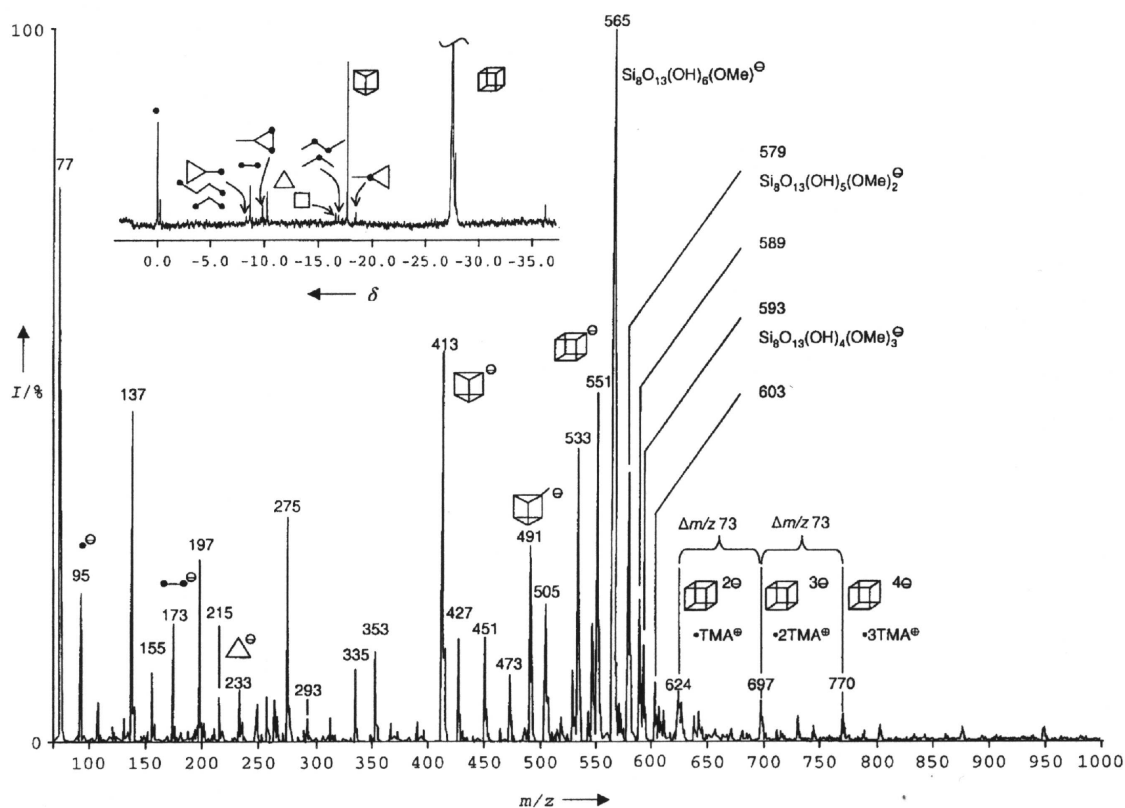 100
565
Si₈O₁₃(OH)₆(OMe)⊖
77
579
Si₈O₁₃(OH)₅(OMe)₂⊖
589
593
Si₈O₁₃(OH)₄(OMe)₃⊖
603
0.0 -5.0 -10.0 -15.0 -20.0 -25.0 -30.0 -35.0
← δ
413
⊖
⊖
551
I/%
137
533
275
⊖
491
Δm/z 73 Δm/z 73
⊖
95
197
⊖
173
215
505
2⊖ 3⊖ 4⊖
•TMA⊕ •2TMA⊕ •3TMA⊕
155
⊖
233
293
335
353
427
451
473
624 697 770
0
100 150 200 250 300 350 400 450 500 550 600 650 700 750 800 850 900 950 1000
m/z →